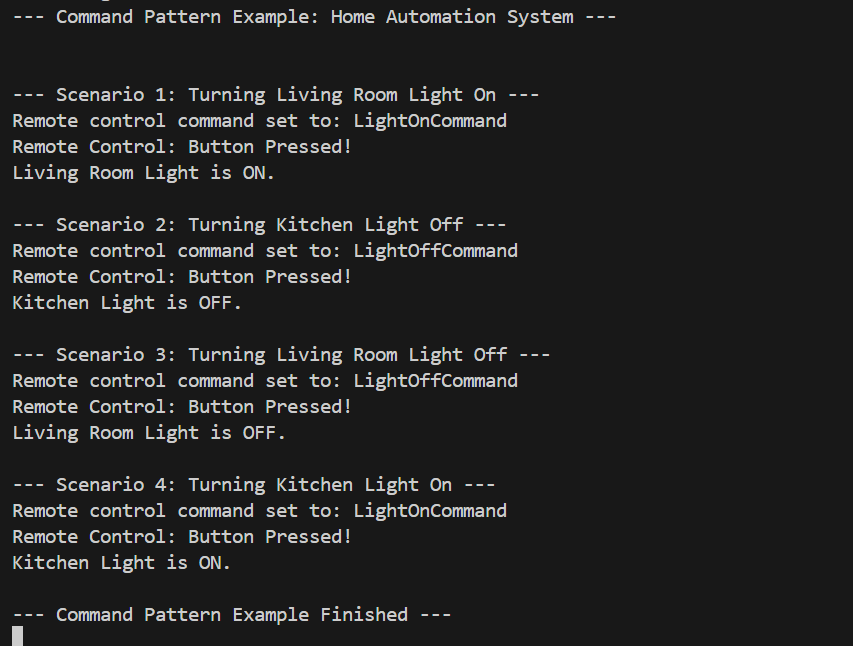 --- Command Pattern Example: Home Automation System ---
--- Scenario 1: Turning Living Room Light On ---
Remote control command set to: LightOnCommand
Remote Control: Button Pressed!
Living Room Light is ON.
--- Scenario 2: Turning Kitchen Light Off ---
Remote control command set to: LightOffCommand
Remote Control: Button Pressed!
Kitchen Light is OFF.
--- Scenario 3: Turning Living Room Light Off ---
Remote control command set to: LightOffCommand
Remote Control: Button Pressed!
Living Room Light is OFF.
--- Scenario 4: Turning Kitchen Light On ---
Remote control command set to: LightOnCommand
Remote Control: Button Pressed!
Kitchen Light is ON.
--- Command Pattern Example Finished ---